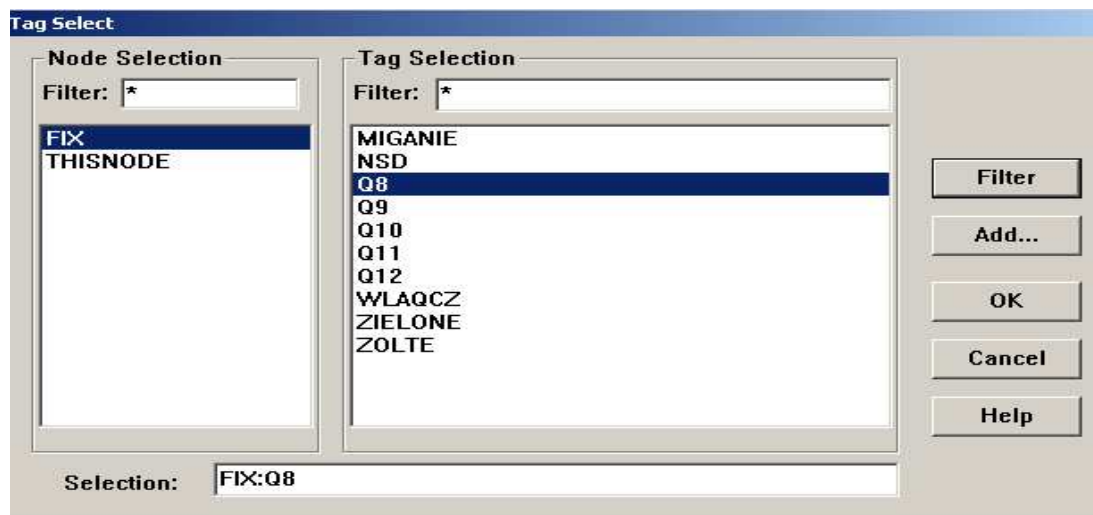 Tag Select
Node Selection
Filter: *
FIX
THISNODE
Tag Selection
Filter: *
MIGANIE
NSD
Q8
Q9
Q10
Q11
Q12
WLAQCZ
ZIELONE
ZOLTE
Filter
Add...
OK
Cancel
Help
Selection: FIX:Q8